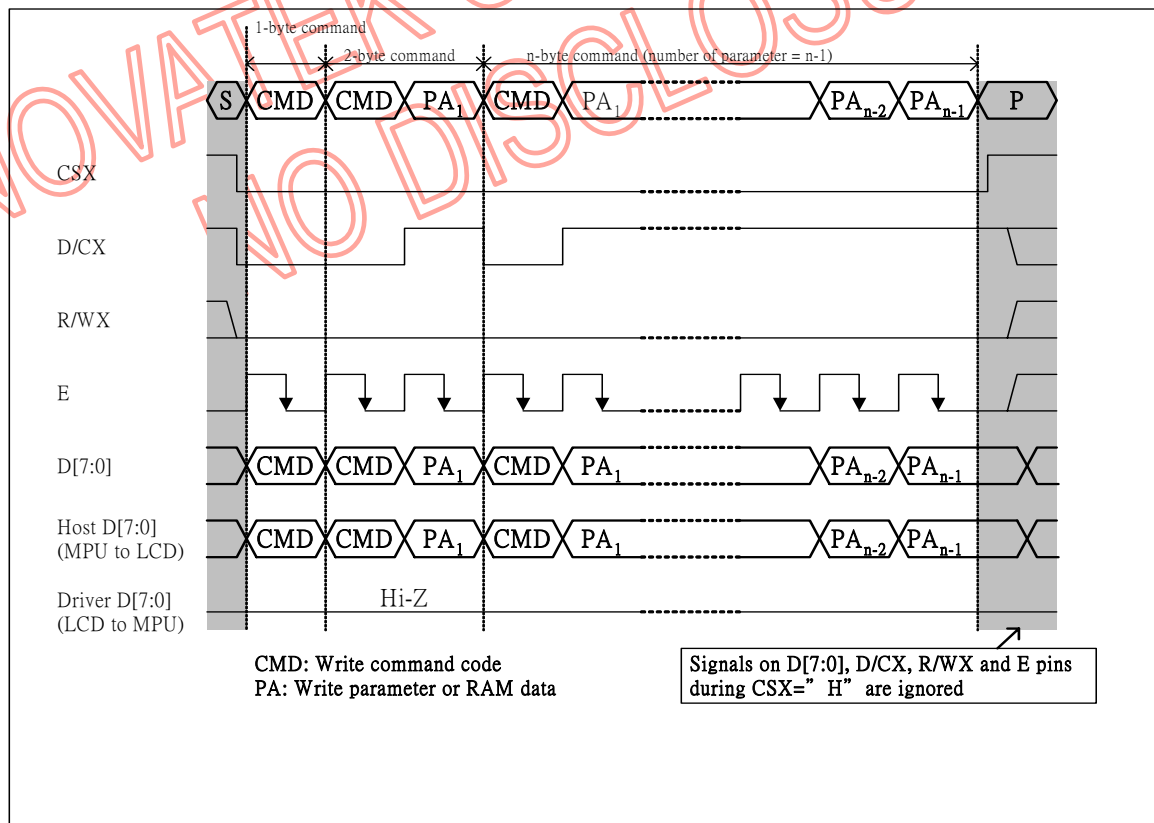 1-byte command
2-byte command
n-byte command (number of parameter = n-1)
S CMD CMD PA1 CMD PA1 PAn-2 PAn-1 P
CSX
D/CX
R/WX
E
D[7:0] CMD CMD PA1 CMD PA1 PAn-2 PAn-1
Host D[7:0]
(MPU to LCD)
CMD CMD PA1 CMD PA1 PAn-2 PAn-1
Driver D[7:0]
(LCD to MPU)
Hi-Z
CMD: Write command code
PA: Write parameter or RAM data
Signals on D[7:0], D/CX, R/WX and E pins
during CSX=” H” are ignored
NOVATEK
NO DISCLOS